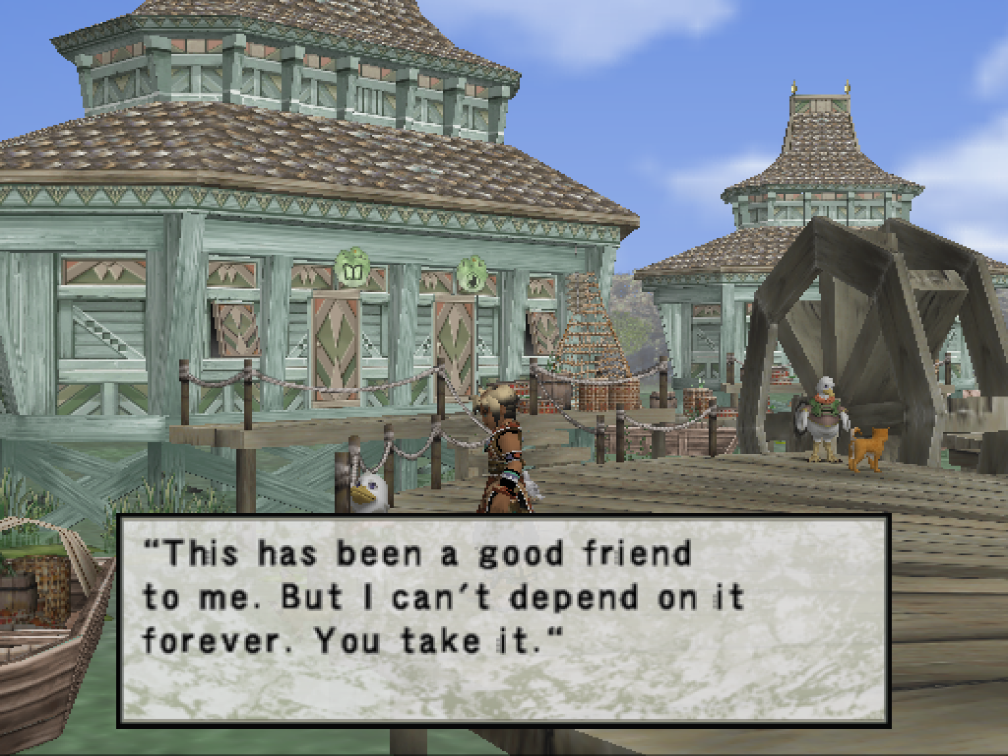 “This has been a good friend
to me. But I can't depend on it
forever. You take it.“